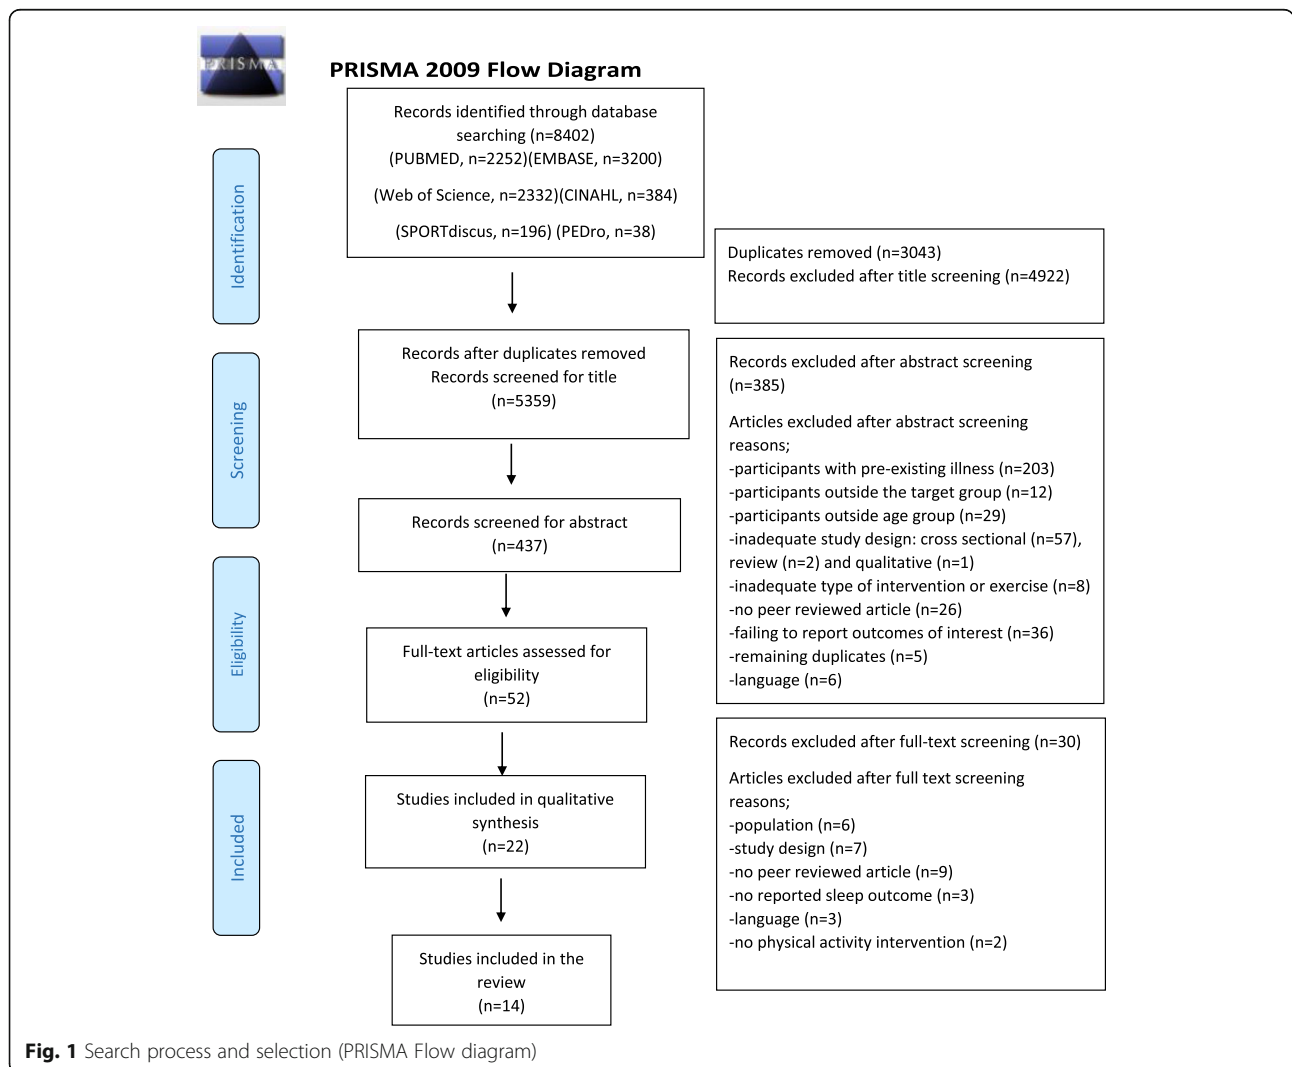 PRISMA
PRISMA 2009 Flow Diagram
Records identified through database
searching (n=8402)
(PUBMED, n=2252)(EMBASE, n=3200)
(Web of Science, n=2332)(CINAHL, n=384)
(SPORTdiscus, n=196) (PEDro, n=38)
Identification
Duplicates removed (n=3043)
Records excluded after title screening (n=4922)
Records after duplicates removed
Records screened for title
(n=5359)
Screening
Records screened for abstract
(n=437)
Records excluded after abstract screening
(n=385)
Articles excluded after abstract screening
reasons;
-participants with pre-existing illness (n=203)
-participants outside the target group (n=12)
-participants outside age group (n=29)
-inadequate study design: cross sectional (n=57),
review (n=2) and qualitative (n=1)
-inadequate type of intervention or exercise (n=8)
-no peer reviewed article (n=26)
-failing to report outcomes of interest (n=36)
-remaining duplicates (n=5)
-language (n=6)
Eligibility
Full-text articles assessed for
eligibility
(n=52)
Records excluded after full-text screening (n=30)
Articles excluded after full text screening
reasons;
-population (n=6)
-study design (n=7)
-no peer reviewed article (n=9)
-no reported sleep outcome (n=3)
-language (n=3)
-no physical activity intervention (n=2)
Included
Studies included in qualitative
synthesis
(n=22)
Studies included in the
review
(n=14)
Fig. 1 Search process and selection (PRISMA Flow diagram)